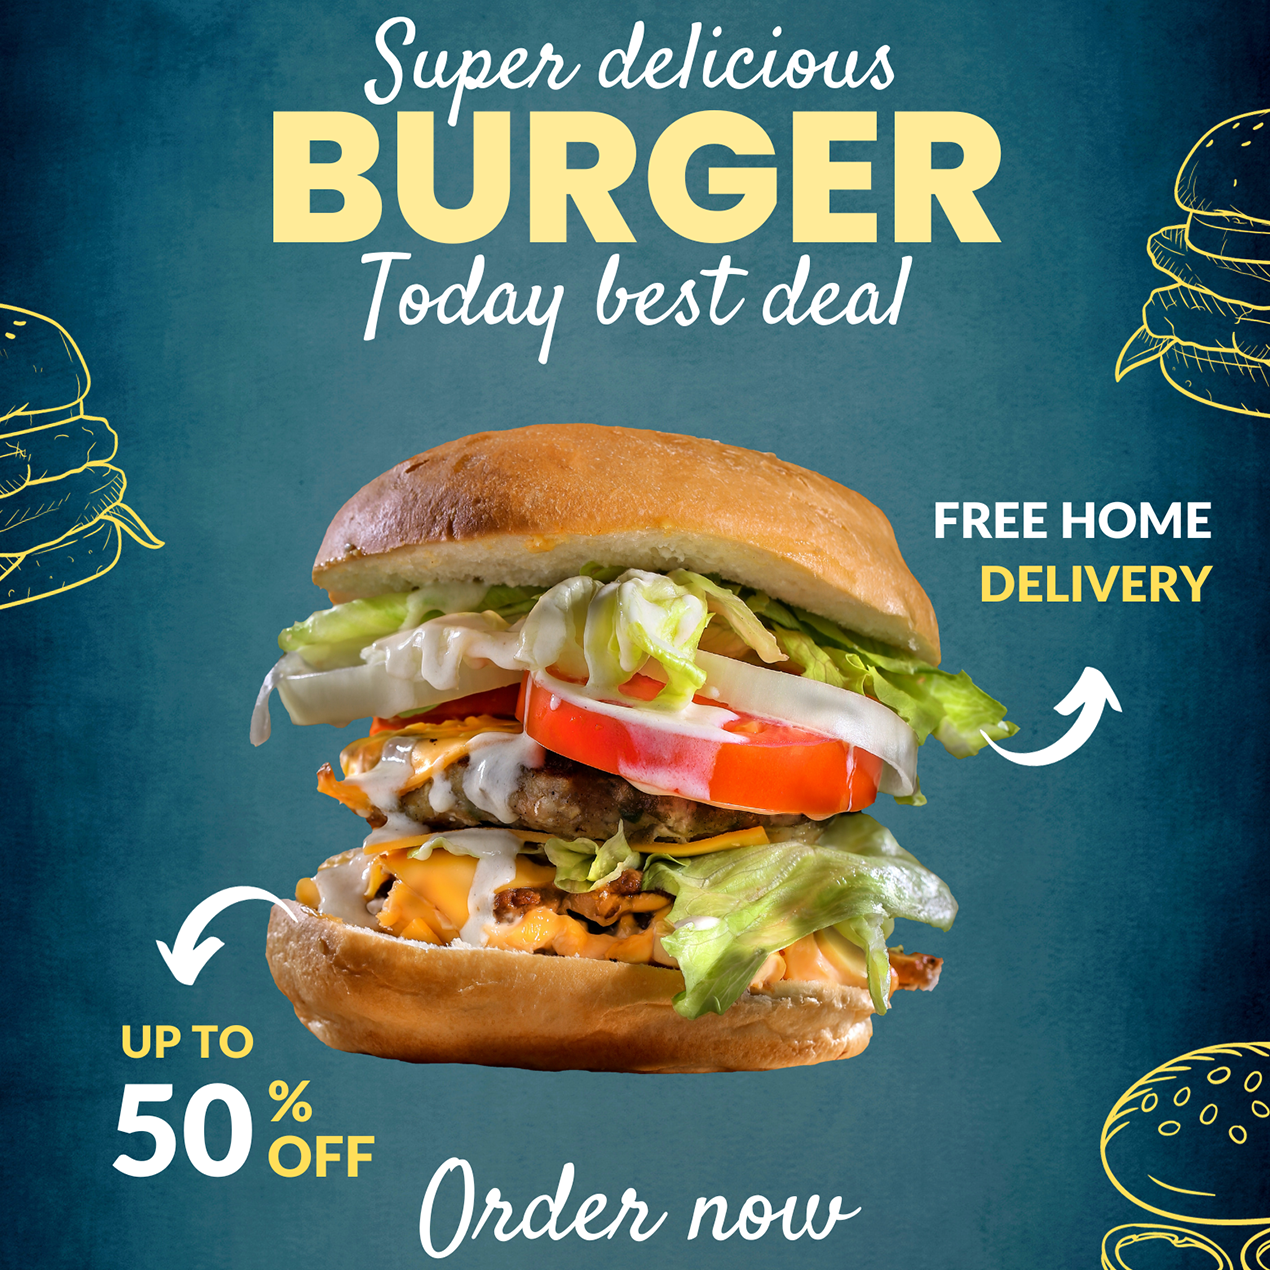 Super delicious
BURGER
Today best deal
FREE HOME
DELIVERY
UP TO
50%
OFF
Order now